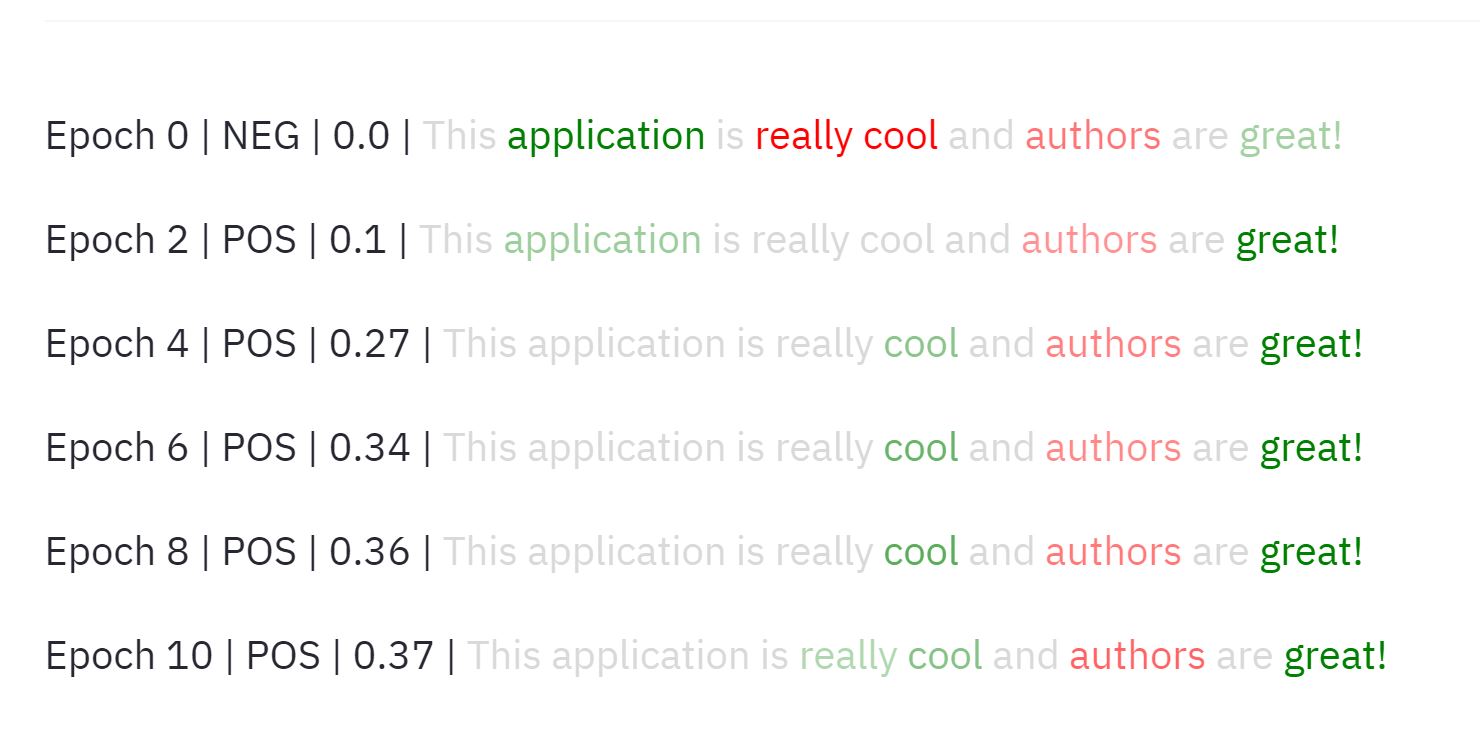 Epoch 0 | NEG | 0.0 | This application is really cool and authors are great!
Epoch 2 | POS | 0.1 | This application is really cool and authors are great!
Epoch 4 | POS | 0.27 | This application is really cool and authors are great!
Epoch 6 | POS | 0.34 | This application is really cool and authors are great!
Epoch 8 | POS | 0.36 | This application is really cool and authors are great!
Epoch 10 | POS | 0.37 | This application is really cool and authors are great!